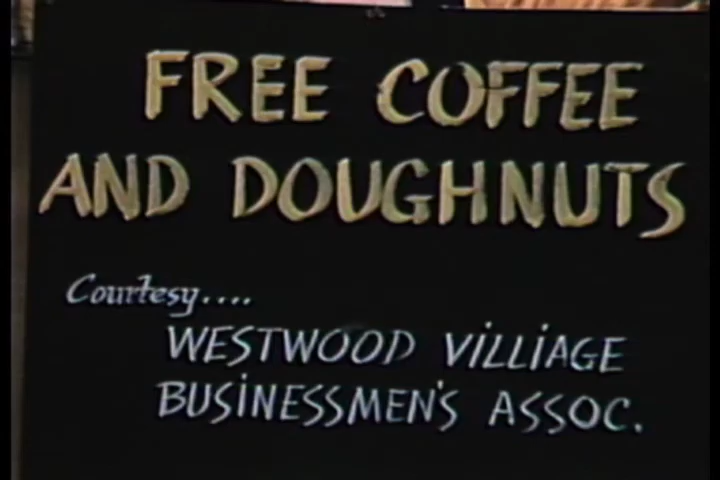 FREE COFFEE
AND DOUGHNUTS
Courtesy....
WESTWOOD ViLLiAGE
BUSiNESSMEN'S ASSOC.